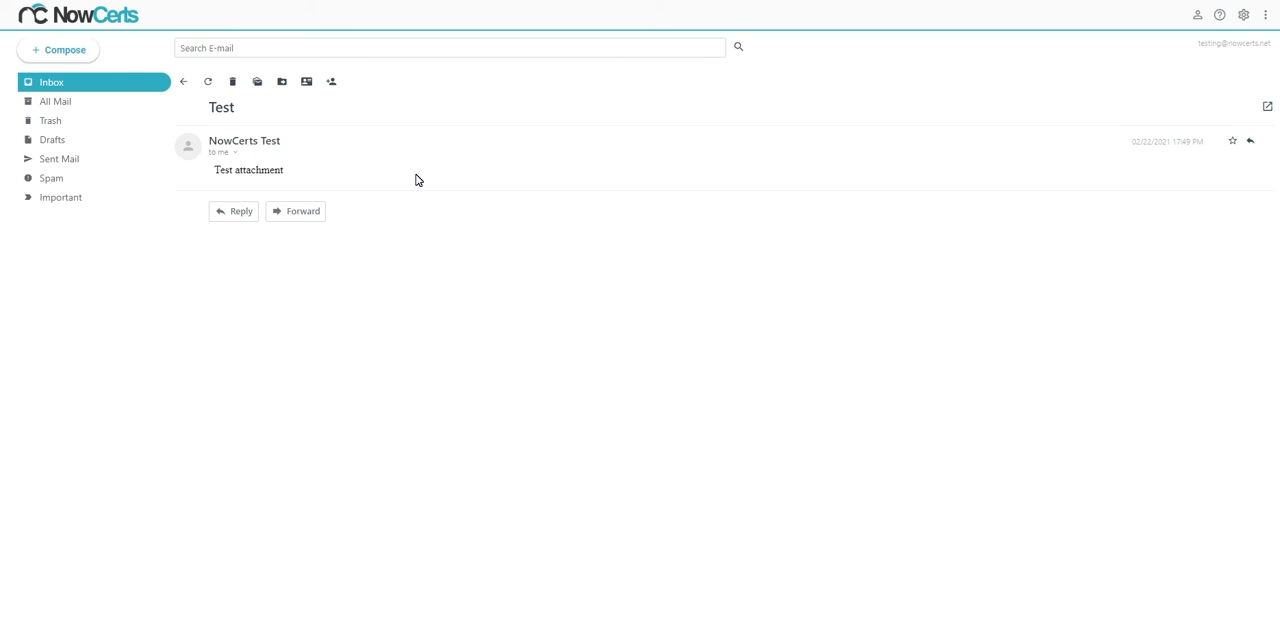 NowCerts
+ Compose
Search E-mail
testing@nowcerts.net
Inbox
All Mail
Trash
Drafts
Sent Mail
Spam
Important
Test
NowCerts Test
02/22/2021 17:49 PM
to me
Test attachment
Reply
Forward